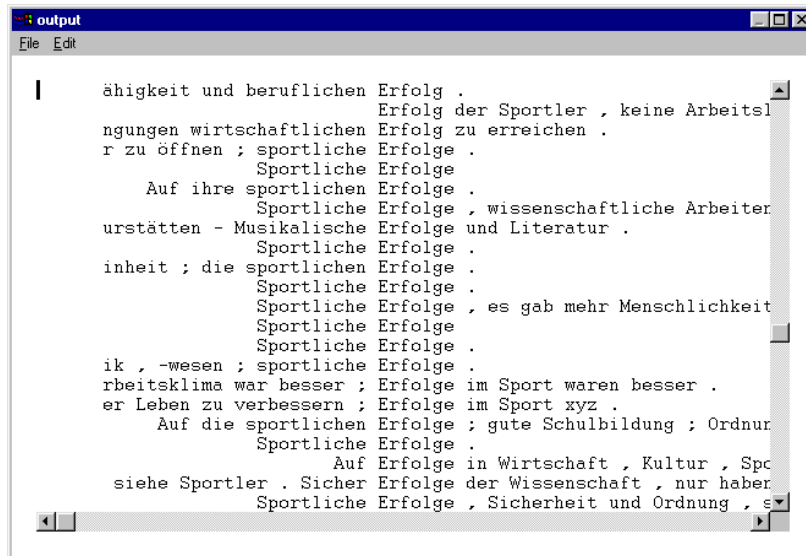 output
File Edit
ähigkeit und beruflichen Erfolg .
Erfolg der Sportler , keine Arbeitsl
ngungen wirtschaftlichen Erfolg zu erreichen .
r zu öffnen ; sportliche Erfolge .
Sportliche Erfolge
Auf ihre sportlichen Erfolge .
Sportliche Erfolge , wissenschaftliche Arbeiten
urstätten - Musikalische Erfolge und Literatur .
Sportliche Erfolge .
inheit ; die sportlichen Erfolge .
Sportliche Erfolge .
Sportliche Erfolge , es gab mehr Menschlichkeit
Sportliche Erfolge
Sportliche Erfolge .
ik , -wesen ; sportliche Erfolge .
rbeitsklima war besser ; Erfolge im Sport waren besser .
er Leben zu verbessern ; Erfolge im Sport xyz .
Auf die sportlichen Erfolge ; gute Schulbildung ; Ordnun
Sportliche Erfolge .
Auf Erfolge in Wirtschaft , Kultur , Spo
siehe Sportler . Sicher Erfolge der Wissenschaft , nur haben
Sportliche Erfolge , Sicherheit und Ordnung , s